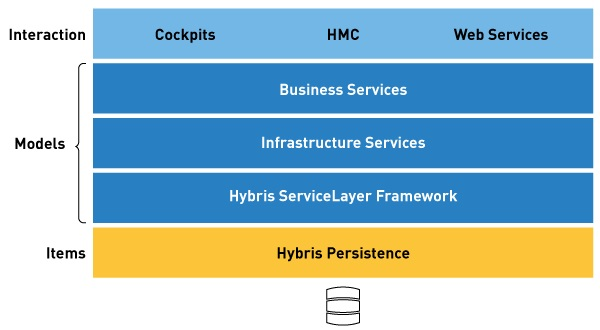 Interaction Cockpits HMC Web Services
Business Services
Models Infrastructure Services
Hybris ServiceLayer Framework
Items Hybris Persistence